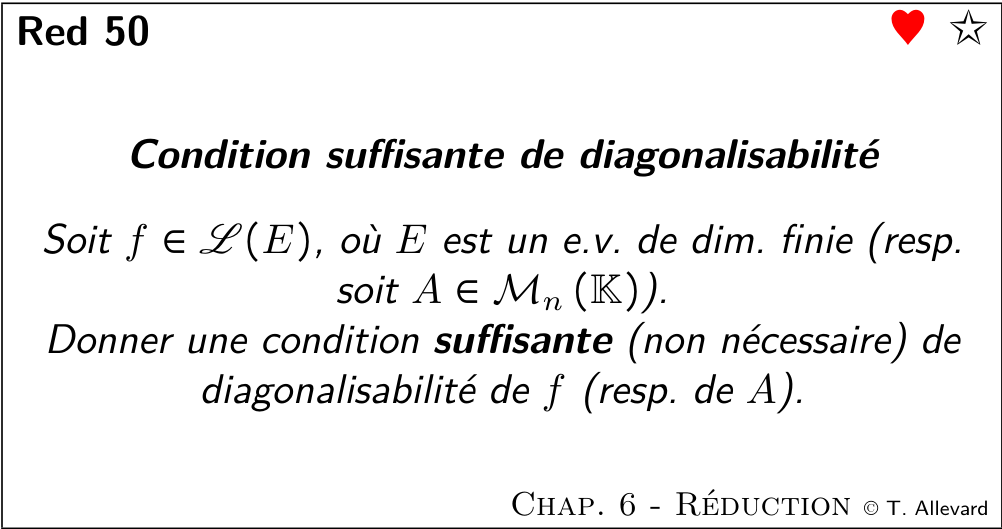 Red 50
Condition suffisante de diagonalisabilité
Soit f ∈ ℒ(E), où E est un e.v. de dim. finie (resp.
soit A ∈ ℳₙ (𝕂)).
Donner une condition suffisante (non nécessaire) de
diagonalisabilité de f (resp. de A).
Chap. 6 - Réduction © T. Allevard